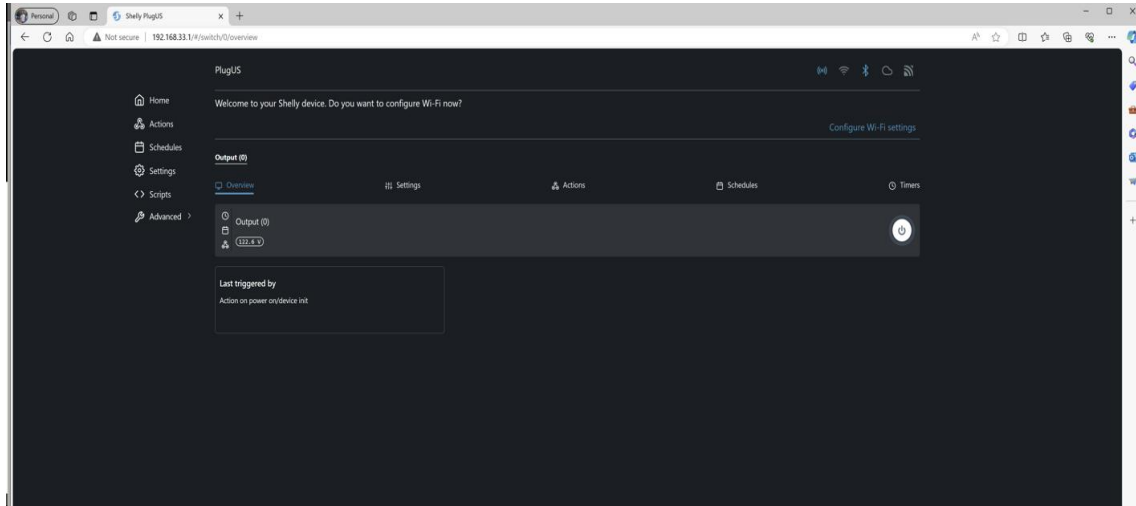 Personal
Shelly PlugUS
Not secure | 192.168.33.1/#/switch/0/overview
PlugUS
Home
Welcome to your Shelly device. Do you want to configure Wi-Fi now?
Actions
Configure Wi-Fi settings
Schedules
Output (0)
Settings
Overview
Settings
Actions
Schedules
Timers
Scripts
Advanced
Output (0)
122.6 V
Last triggered by
Action on power on/device init